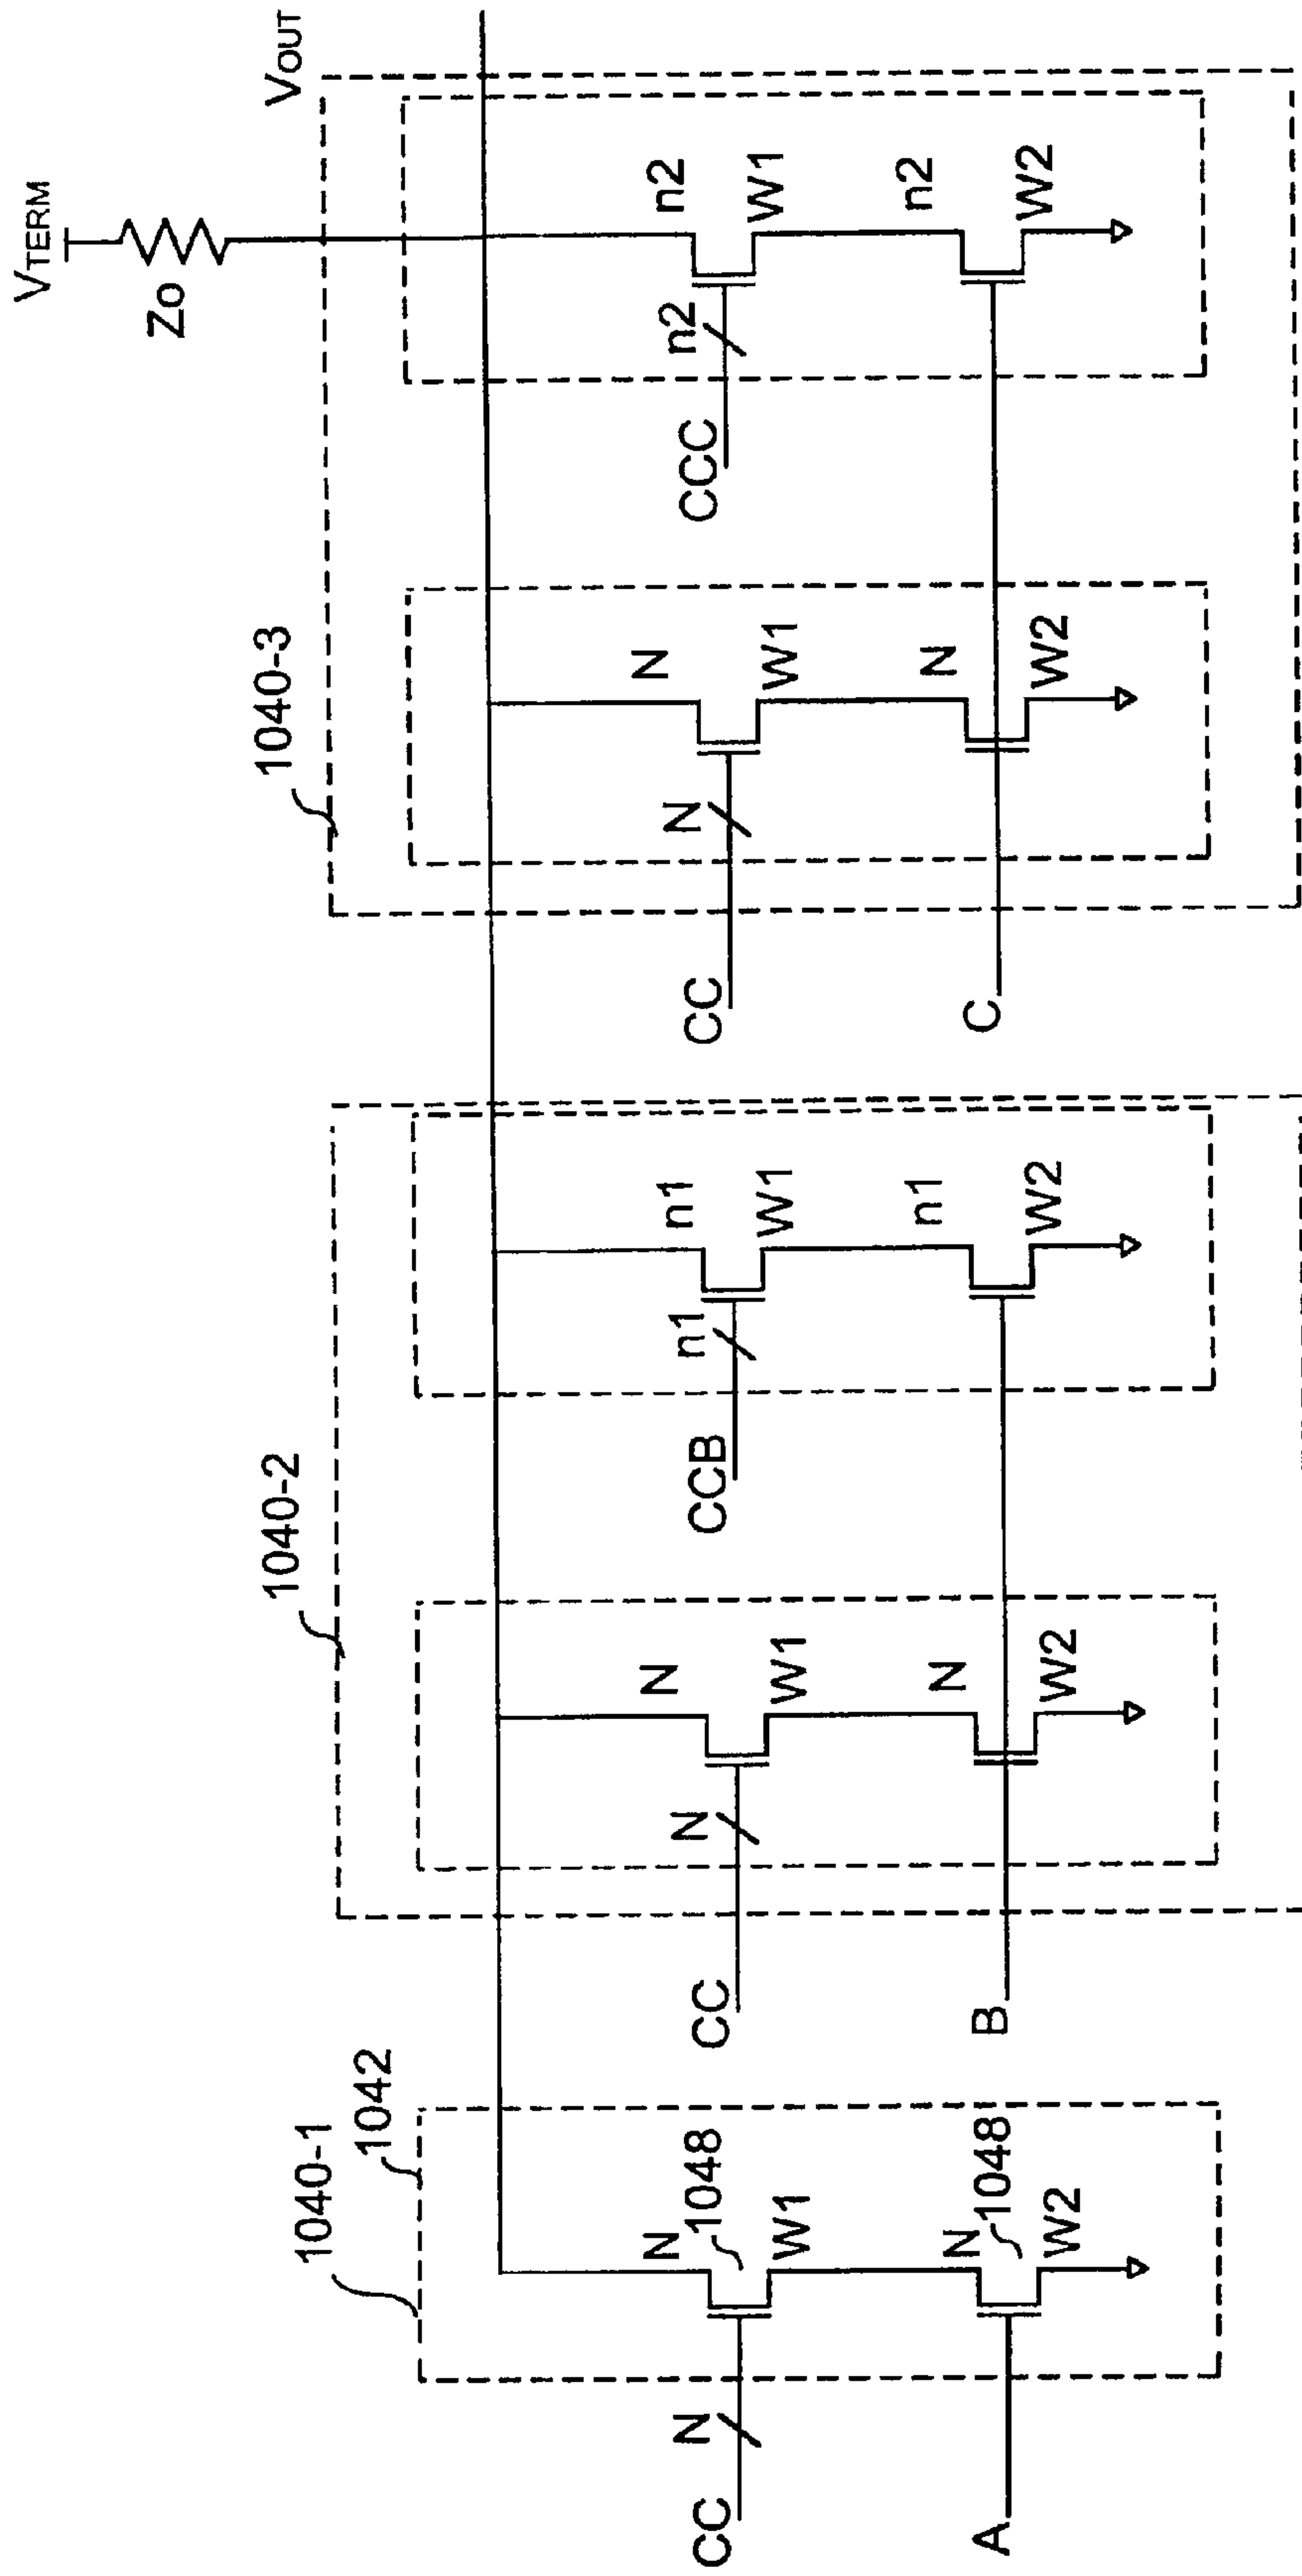 VTERM
Zo
VOUT
1040-1
1042
N
1048
W1
N
CC
N
1048
W2
A
1040-2
N
W1
N
CC
N
W2
B
n1
W1
n1
CCB
n1
W2
1040-3
N
W1
N
CC
N
W2
C
n2
W1
n2
CCC
n2
W2